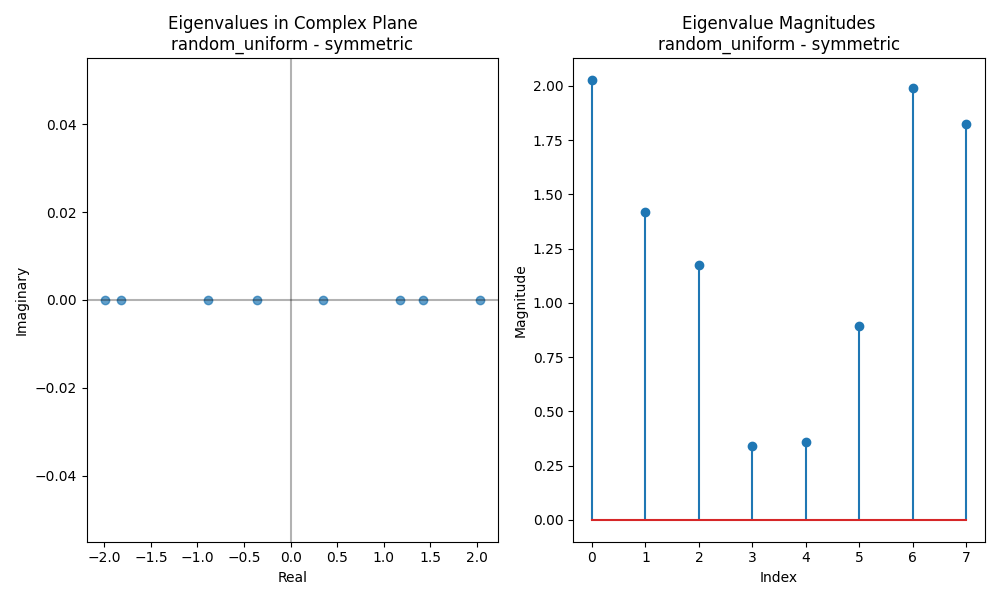 Eigenvalues in Complex Plane
random_uniform - symmetric
Imaginary
0.04
0.02
0.00
−0.02
−0.04
−2.0 −1.5 −1.0 −0.5 0.0 0.5 1.0 1.5 2.0
Real
Eigenvalue Magnitudes
random_uniform - symmetric
Magnitude
2.00
1.75
1.50
1.25
1.00
0.75
0.50
0.25
0.00
0 1 2 3 4 5 6 7
Index